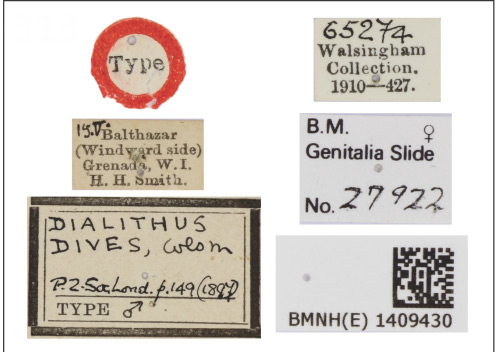 Type
15.V.
Balthazar
(Windward side)
Grenada, W.I.
H. H. Smith.
DIALITHUS
DIVES, Wlsm
P.Z. Soc Lond. p. 149 (1897)
TYPE ♂
65274
Walsingham
Collection.
1910—427.
B.M. ♀
Genitalia Slide
No. 27922
BMNH(E) 1409430